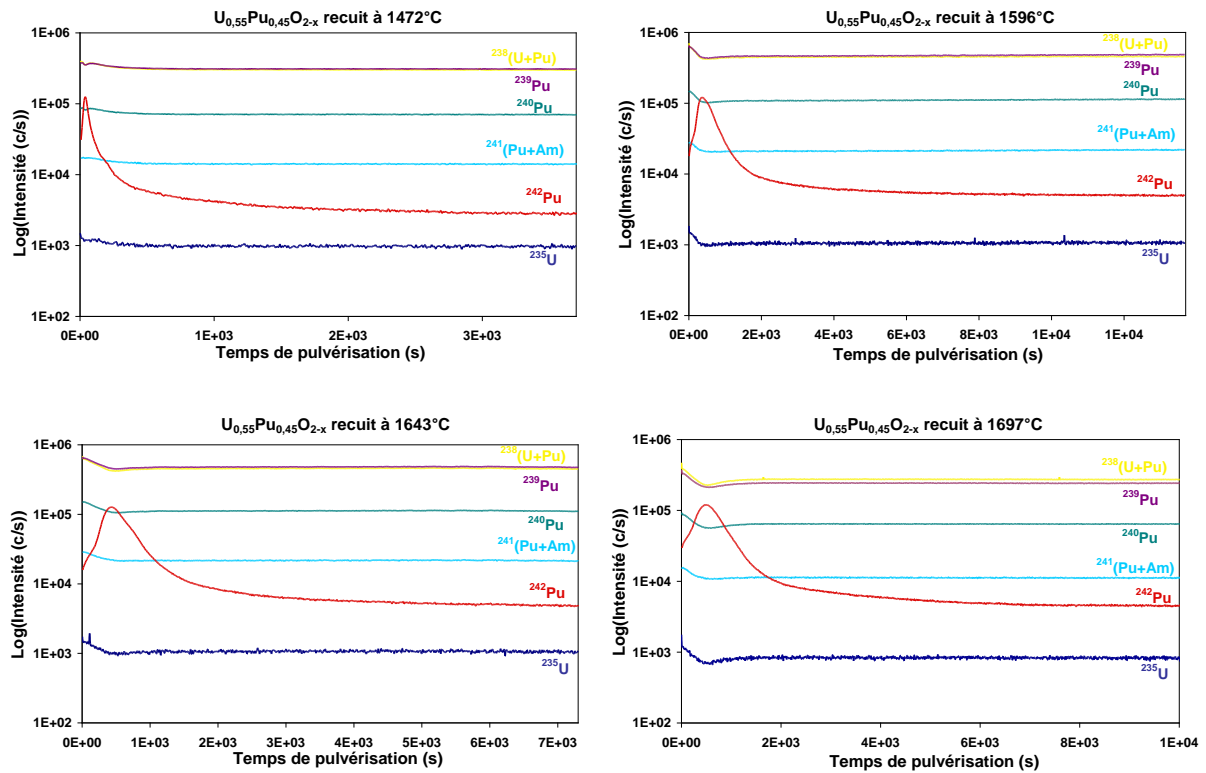 U0,55Pu0,45O2-x recuit à 1472°C
Log(Intensité (c/s))
1E+06
1E+05
1E+04
1E+03
1E+02
238(U+Pu)
239Pu
240Pu
241(Pu+Am)
242Pu
235U
0E+00 1E+03 2E+03 3E+03
Temps de pulvérisation (s)
U0,55Pu0,45O2-x recuit à 1596°C
Log(Intensité (c/s))
1E+06
1E+05
1E+04
1E+03
1E+02
238(U+Pu)
239Pu
240Pu
241(Pu+Am)
242Pu
235U
0E+00 2E+03 4E+03 6E+03 8E+03 1E+04 1E+04
Temps de pulvérisation (s)
U0,55Pu0,45O2-x recuit à 1643°C
Log(Intensité (c/s))
1E+06
1E+05
1E+04
1E+03
1E+02
238(U+Pu)
239Pu
240Pu
241(Pu+Am)
242Pu
235U
0E+00 1E+03 2E+03 3E+03 4E+03 5E+03 6E+03 7E+03
Temps de pulvérisation (s)
U0,55Pu0,45O2-x recuit à 1697°C
Log(Intensité (c/s))
1E+06
1E+05
1E+04
1E+03
1E+02
238(U+Pu)
239Pu
240Pu
241(Pu+Am)
242Pu
235U
0E+00 2E+03 4E+03 6E+03 8E+03 1E+04
Temps de pulvérisation (s)